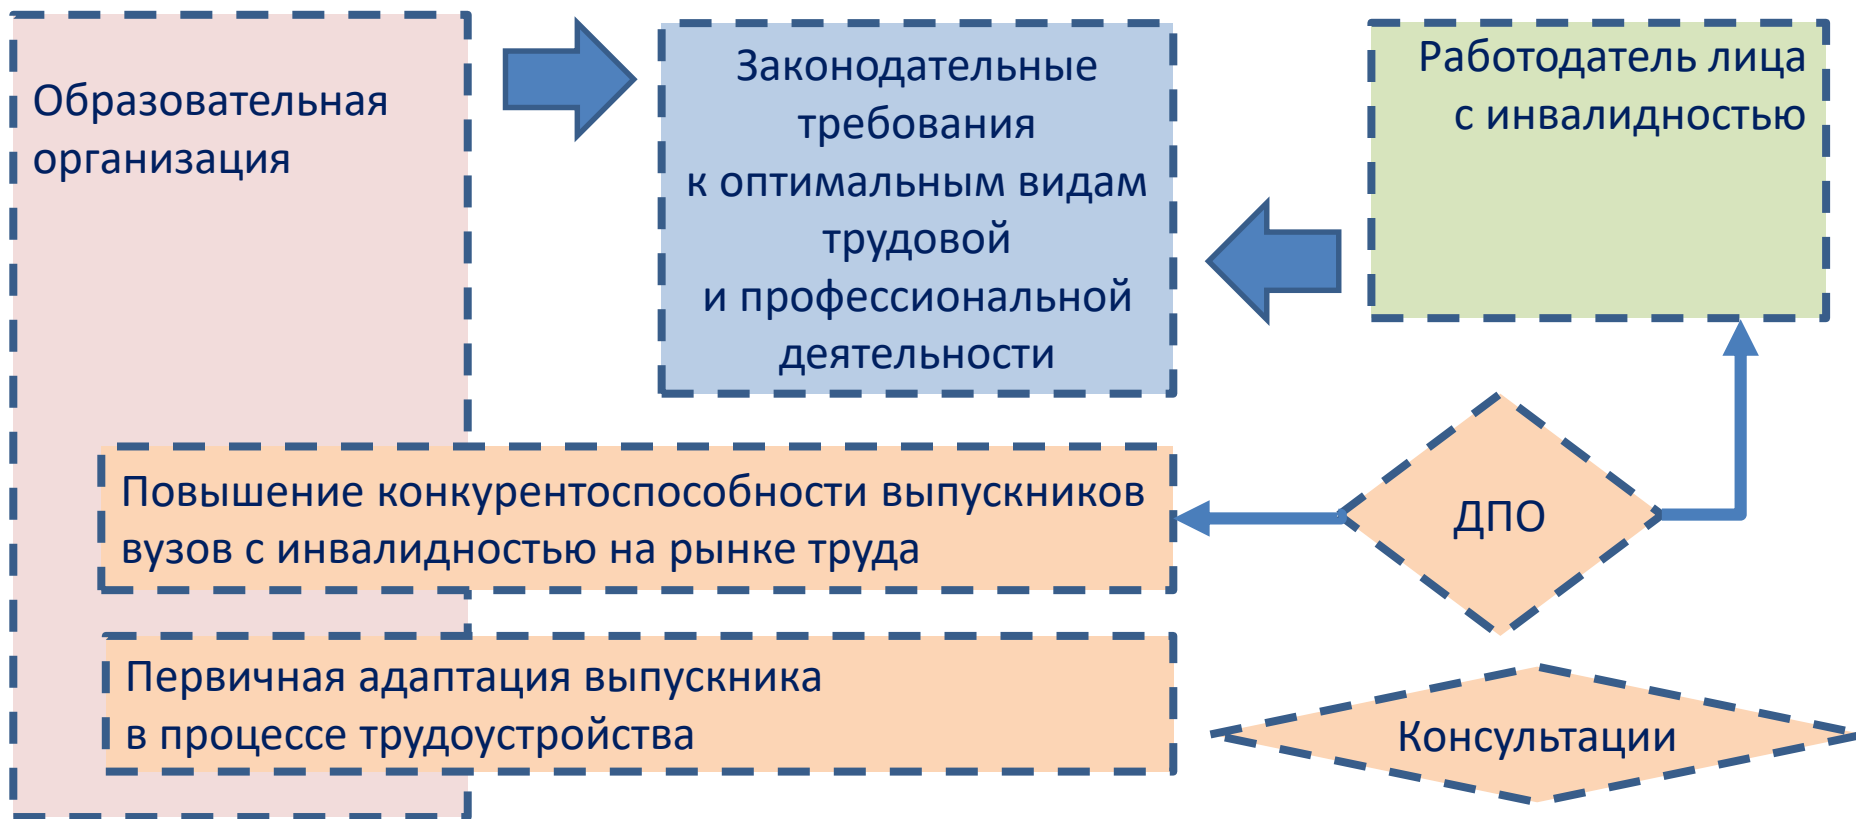 Образовательная
организация
Законодательные
требования
к оптимальным видам
трудовой
и профессиональной
деятельности
Работодатель лица
с инвалидностью
Повышение конкурентоспособности выпускников
вузов с инвалидностью на рынке труда
ДПО
Первичная адаптация выпускника
в процессе трудоустройства
Консультации